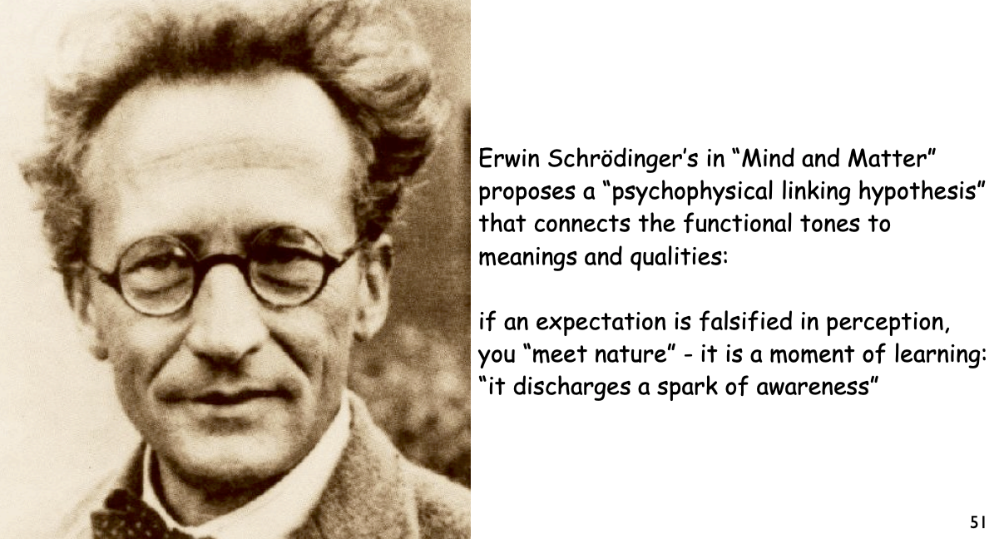 Erwin Schrödinger’s in “Mind and Matter”
proposes a “psychophysical linking hypothesis”
that connects the functional tones to
meanings and qualities:
if an expectation is falsified in perception,
you “meet nature” - it is a moment of learning:
“it discharges a spark of awareness”
51